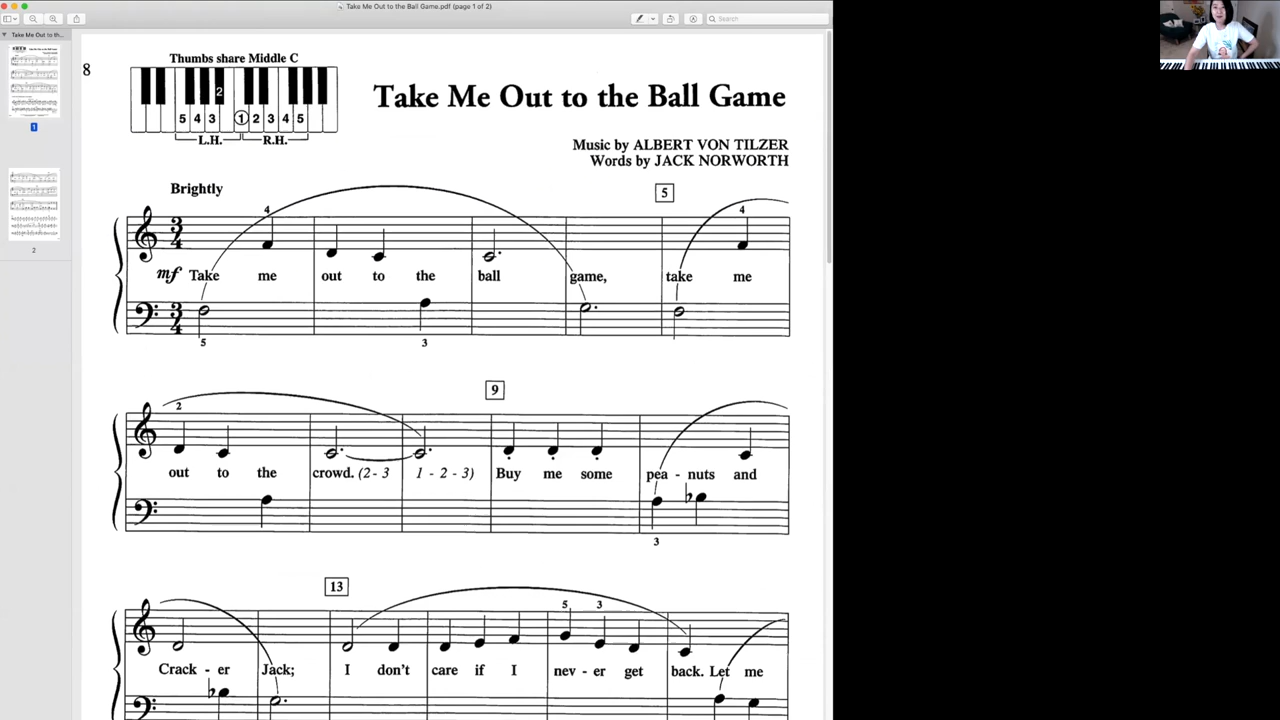 Take Me Out to the Ball Game.pdf (page 1 of 2)
Search
Take Me Out to th...
1
2
8
Thumbs share Middle C
2
5 4 3 1 2 3 4 5
L.H. R.H.
Take Me Out to the Ball Game
Music by ALBERT VON TILZER
Words by JACK NORWORTH
Brightly
5
4 4
3 4
mf Take me out to the ball game, take me
3 4
5 3
9
2
out to the crowd. (2 - 3 1 - 2 - 3) Buy me some pea - nuts and
3
13
5 3
Crack - er Jack; I don't care if I nev - er get back. Let me